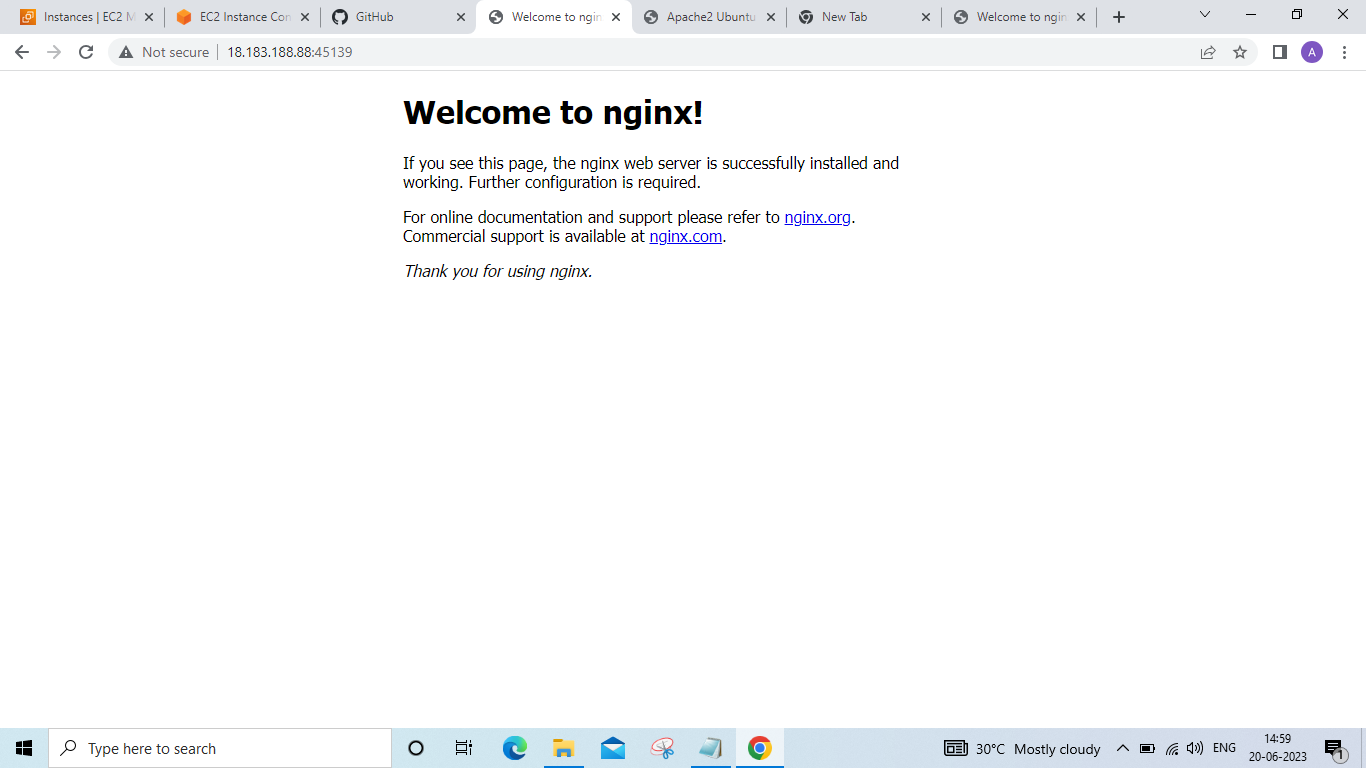 Instances | EC2 M
EC2 Instance Con
GitHub
Welcome to ngin
Apache2 Ubuntu
New Tab
Welcome to ngin
Not secure
18.183.188.88:45139
A
Welcome to nginx!
If you see this page, the nginx web server is successfully installed and
working. Further configuration is required.
For online documentation and support please refer to nginx.org.
Commercial support is available at nginx.com.
Thank you for using nginx.
Type here to search
30°C Mostly cloudy
ENG
14:59
20-06-2023
1